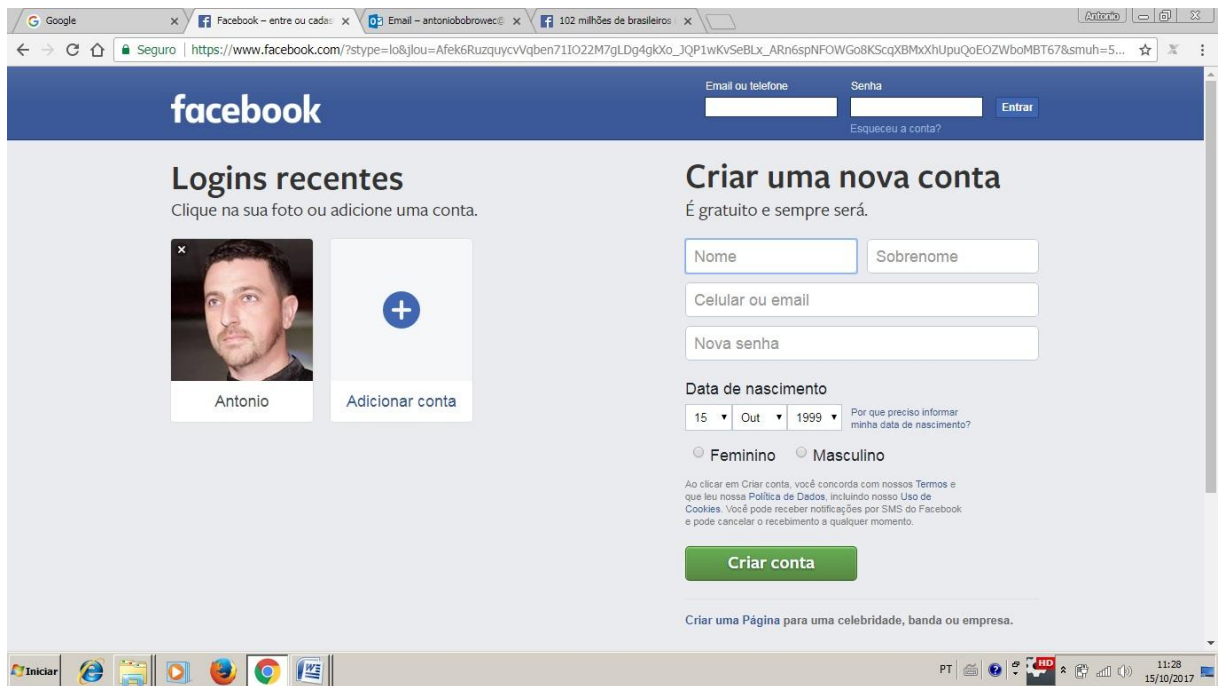 Google
Facebook – entre ou cadas
Email – antoniobobrowec@
102 milhões de brasileiros
Antonio
Seguro | https://www.facebook.com/?stype=lo&jlou=Afek6RuzquycvVqben71IO22M7gLDg4gkXo_JQP1wKvSeBLx_ARn6spNFOWGo8KScqXBMxXhUpuQoEOZWboMBT67&smuh=5...
facebook
Email ou telefone
Senha
Entrar
Esqueceu a conta?
Logins recentes
Clique na sua foto ou adicione uma conta.
Antonio
Adicionar conta
Criar uma nova conta
É gratuito e sempre será.
Nome
Sobrenome
Celular ou email
Nova senha
Data de nascimento
15 Out 1999
Por que preciso informar
minha data de nascimento?
Feminino Masculino
Ao clicar em Criar conta, você concorda com nossos Termos e
que leu nossa Política de Dados, incluindo nosso Uso de
Cookies. Você pode receber notificações por SMS do Facebook
e pode cancelar o recebimento a qualquer momento.
Criar conta
Criar uma Página para uma celebridade, banda ou empresa.
Iniciar
PT
HD
11:28
15/10/2017